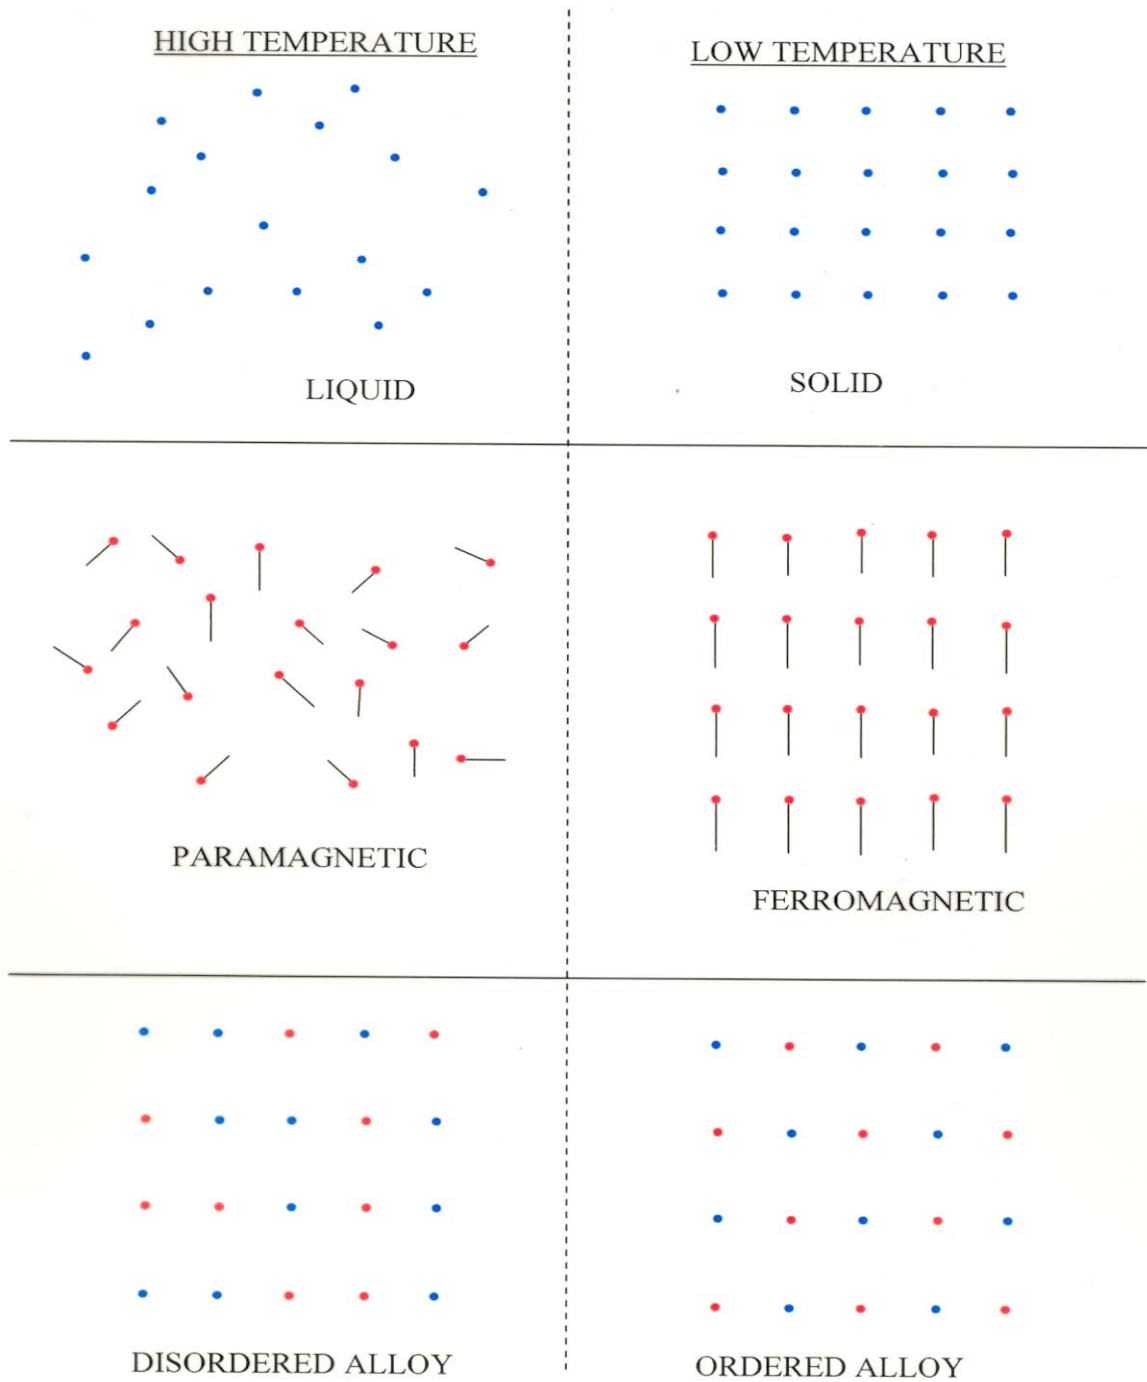 HIGH TEMPERATURE
LOW TEMPERATURE
LIQUID
SOLID
PARAMAGNETIC
FERROMAGNETIC
DISORDERED ALLOY
ORDERED ALLOY